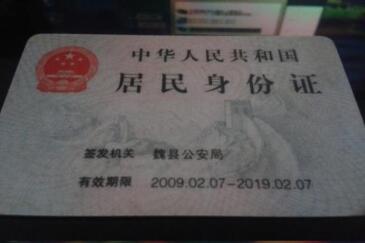 中华人民共和国
居民身份证
签发机关 魏县公安局
有效期限 2009.02.07-2019.02.07